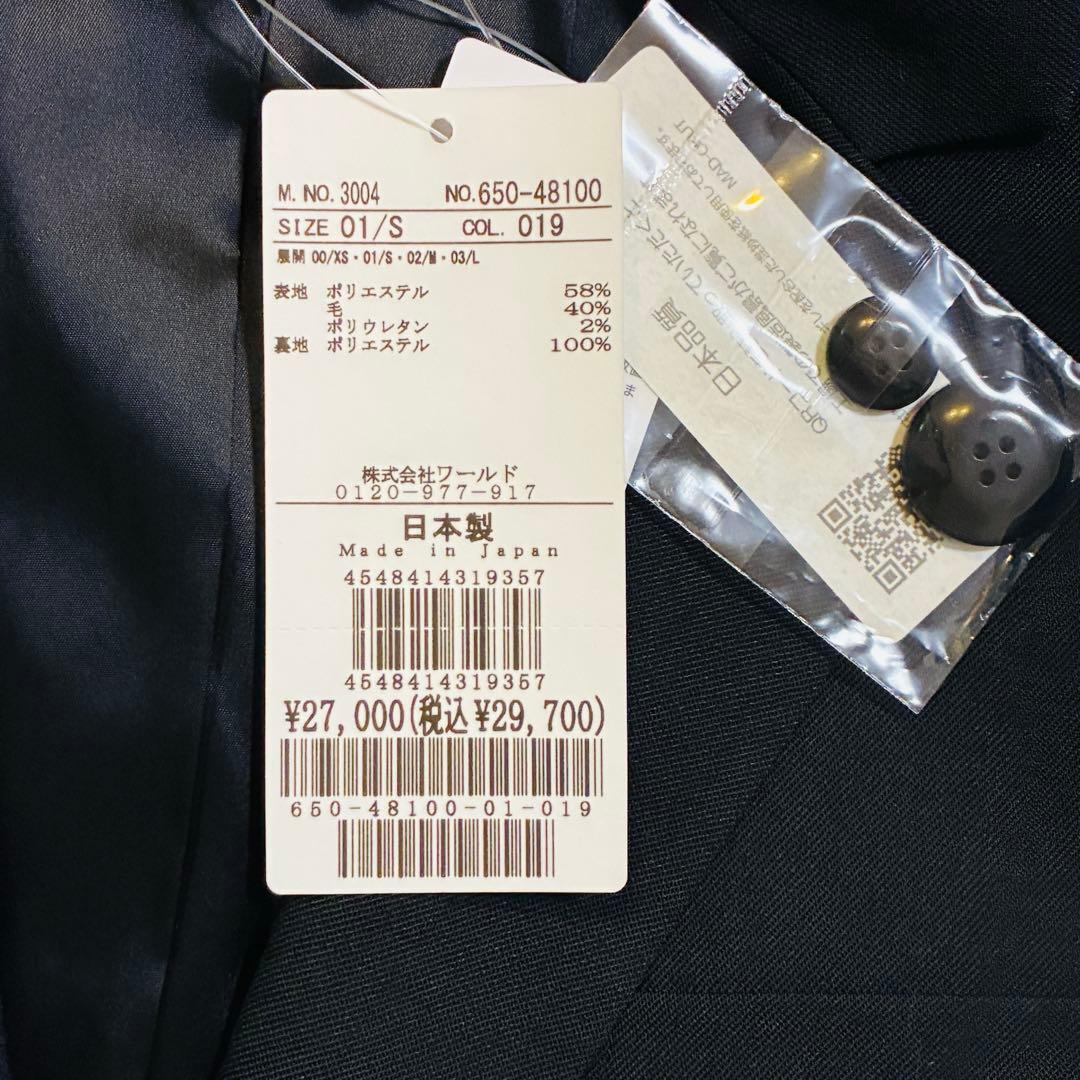 M. NO. 3004 NO. 650-48100
SIZE 01/S COL. 019
展開 00/XS・01/S・02/M・03/L
表地 ポリエステル 58%
毛 40%
ポリウレタン 2%
裏地 ポリエステル 100%
株式会社ワールド
0120-977-917
日本製
Made in Japan
4548414319357
4548414319357
¥27,000(税込¥29,700)
650-48100-01-019
日本品質